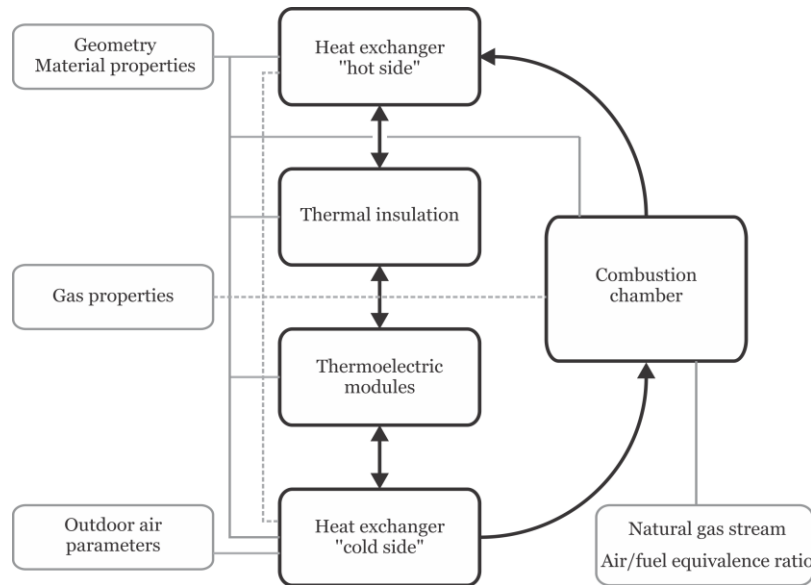 Geometry
Material properties
Heat exchanger
"hot side"
Thermal insulation
Gas properties
Combustion
chamber
Thermoelectric
modules
Outdoor air
parameters
Heat exchanger
"cold side"
Natural gas stream
Air/fuel equivalence ratio